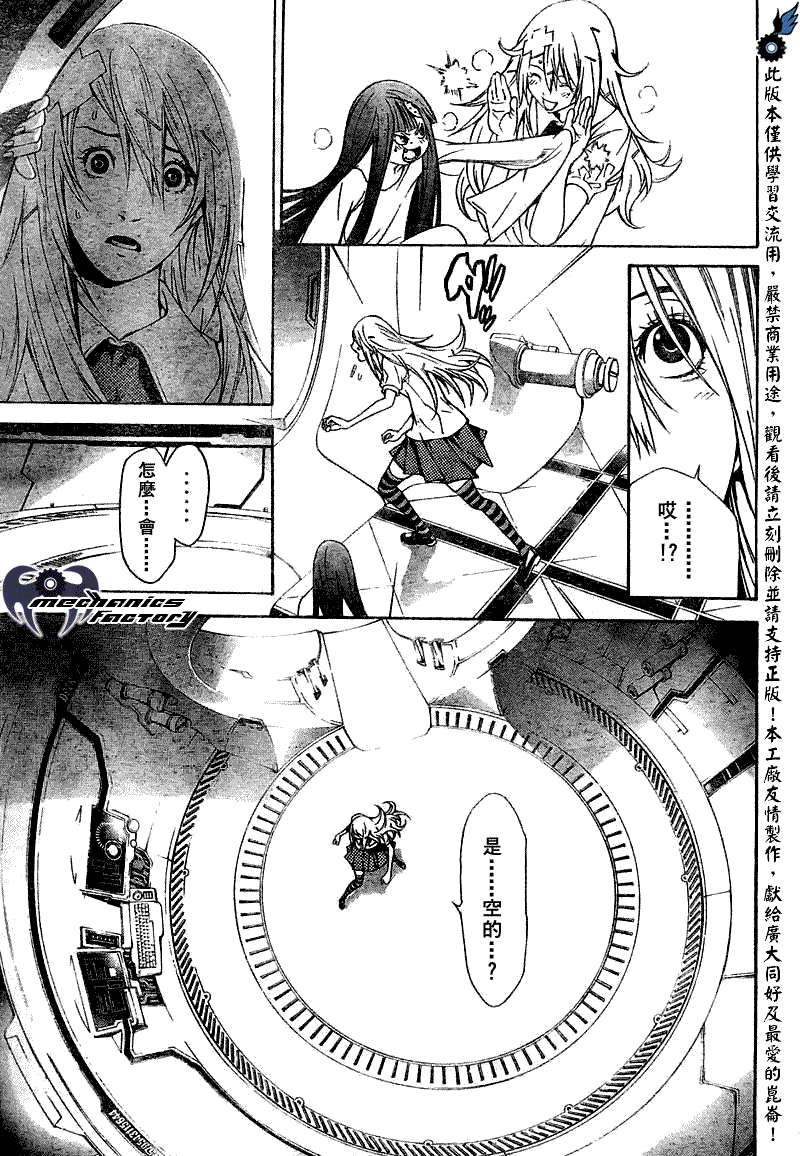 哎
………
!?
……
怎麼…會……
是……空的…?
mechanics
factory
此版本僅供學習交流用，嚴禁商業用途，觀看後請立刻刪除並請支持正版！本工廠友情製作，獻給廣大同好及最愛的崑崙！